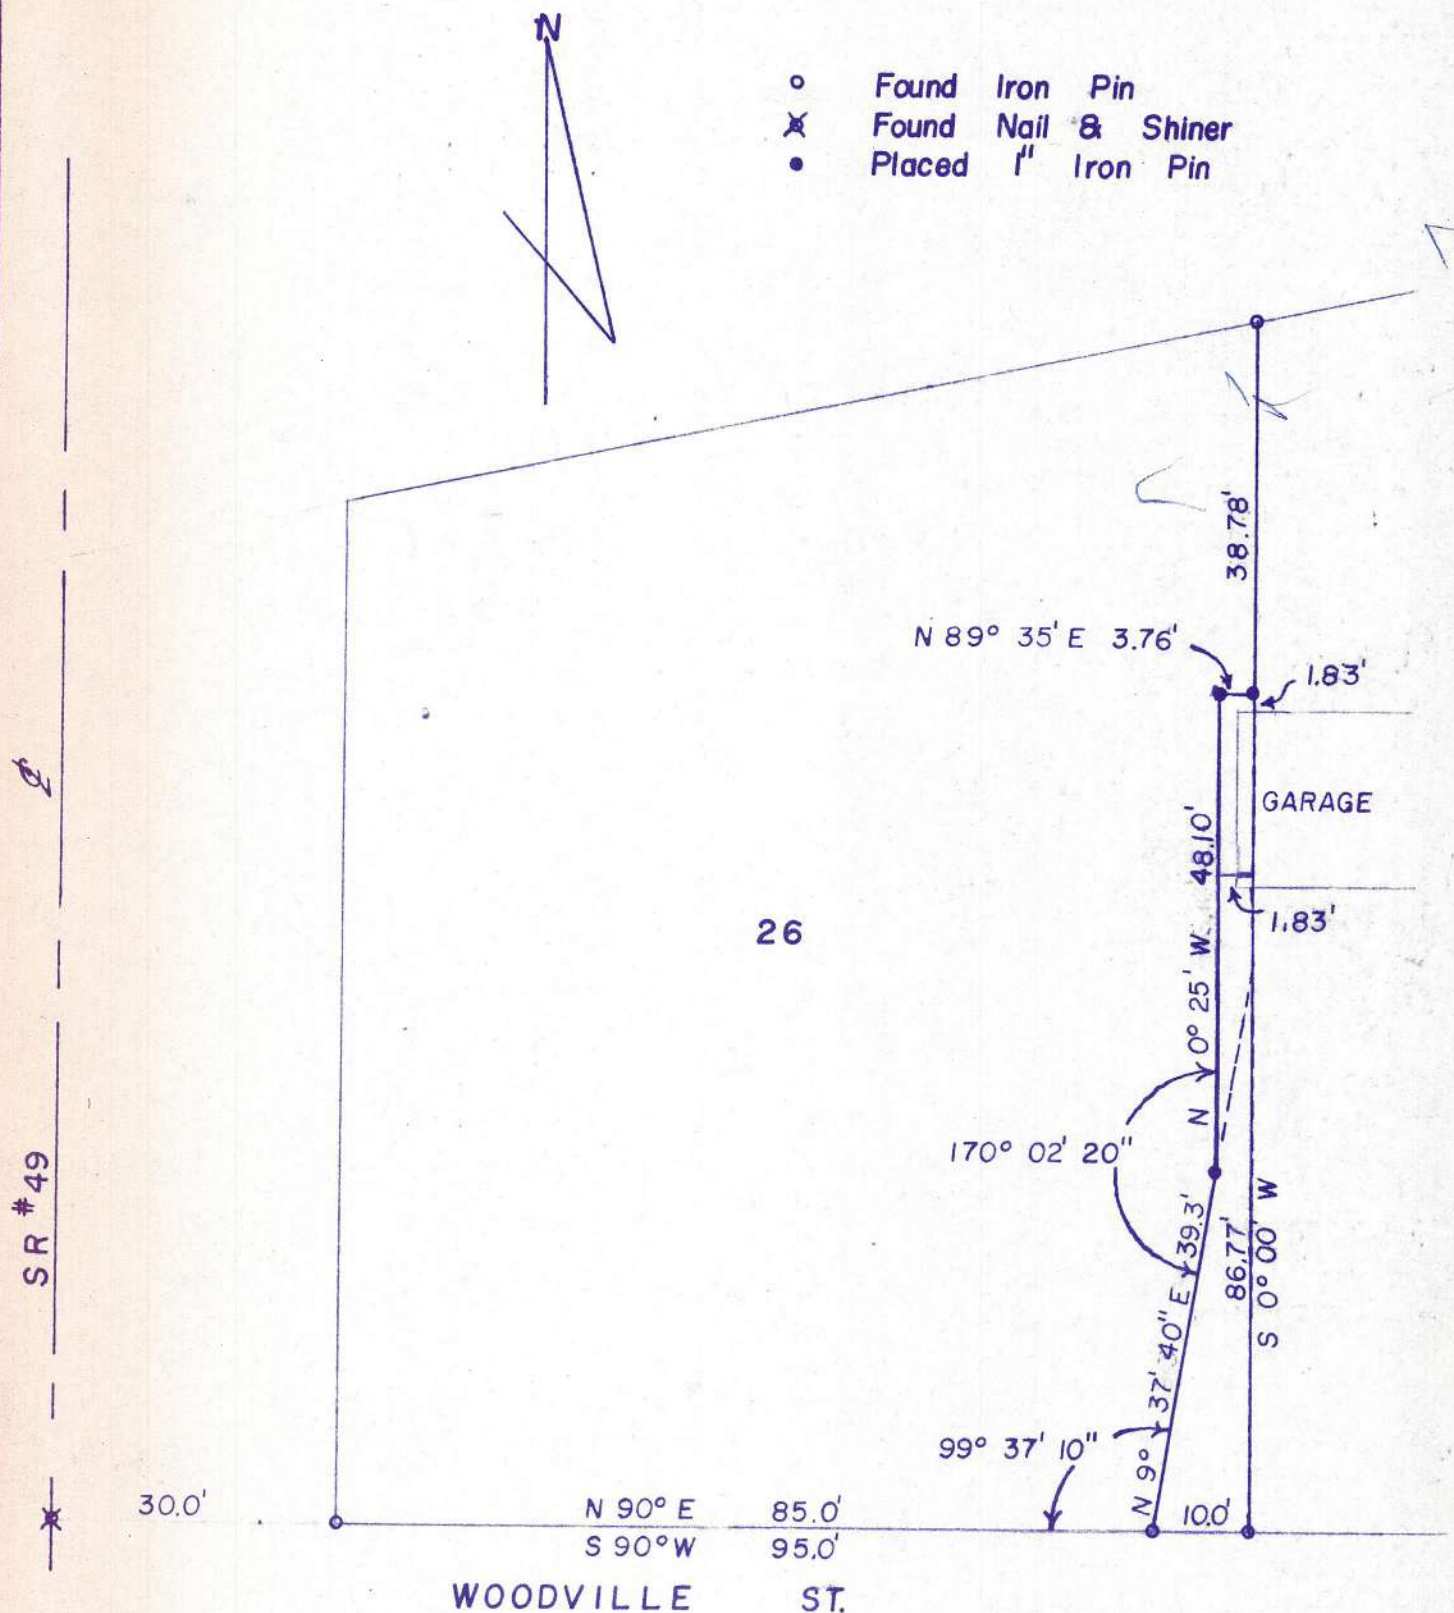 N
Found Iron Pin
Found Nail & Shiner
Placed 1" Iron Pin
38.78'
N 89° 35' E 3.76'
1.83'
GARAGE
48.10'
N 0° 25' W
1.83'
26
170° 02' 20"
SR #49
86.77'
S 0° 00' W
N 9° 37' 40" E 39.3'
99° 37' 10"
30.0'
N 90° E 85.0'
10.0'
S 90° W 95.0'
WOODVILLE ST.